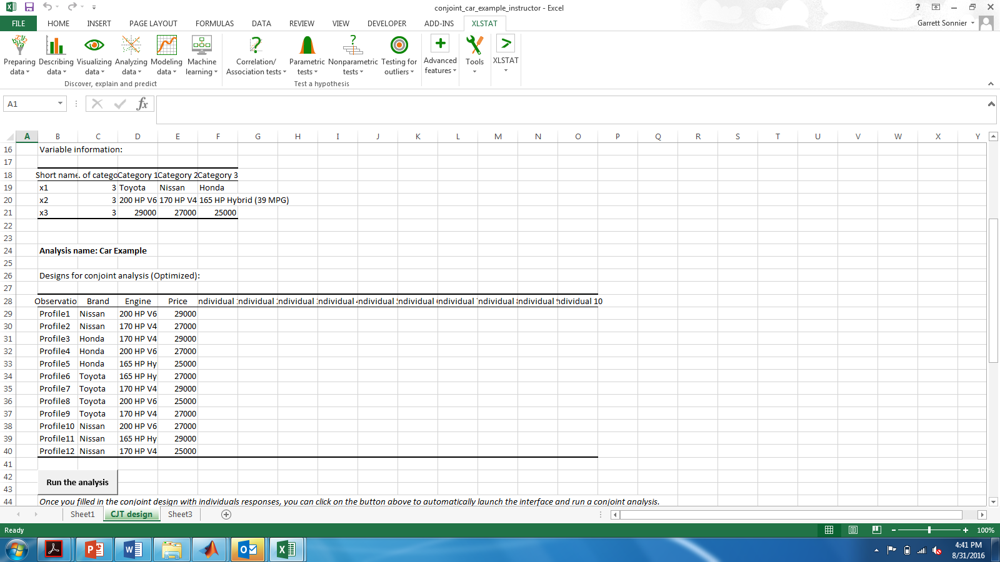 conjoint_car_example_instructor - Excel
FILE HOME INSERT PAGE LAYOUT FORMULAS DATA REVIEW VIEW DEVELOPER ADD-INS XLSTAT Garrett Sonnier
Preparing data Describing data Visualizing data Analyzing data Modeling data Machine learning Correlation/ Association tests Parametric tests Nonparametric tests Testing for outliers Advanced features Tools XLSTAT
Discover, explain and predict Test a hypothesis
A1 fx
A B C D E F G H I J K L M N O P Q R S T U V W X Y
16 Variable information:
17
18 Short name . of catego Category 1 Category 2 Category 3
19 x1 3 Toyota Nissan Honda
20 x2 3 200 HP V6 170 HP V4 165 HP Hybrid (39 MPG)
21 x3 3 29000 27000 25000
22
23
24 Analysis name: Car Example
25
26 Designs for conjoint analysis (Optimized):
27
28 Observatio Brand Engine Price ndividual ndividual ndividual ndividual ndividual ndividual ndividual ndividual ndividual dividual 10
29 Profile1 Nissan 200 HP V6 29000
30 Profile2 Nissan 170 HP V4 27000
31 Profile3 Honda 170 HP V4 29000
32 Profile4 Honda 200 HP V6 27000
33 Profile5 Honda 165 HP Hy 25000
34 Profile6 Toyota 165 HP Hy 27000
35 Profile7 Toyota 170 HP V4 29000
36 Profile8 Toyota 200 HP V6 25000
37 Profile9 Toyota 170 HP V4 27000
38 Profile10 Nissan 200 HP V6 27000
39 Profile11 Nissan 165 HP Hy 29000
40 Profile12 Nissan 170 HP V4 25000
41
42
Run the analysis
43
44 Once you filled in the conjoint design with individuals responses, you can click on the button above to automatically launch the interface and run a conjoint analysis.
Sheet1 CJT design Sheet3
Ready 100%
4:41 PM
8/31/2016